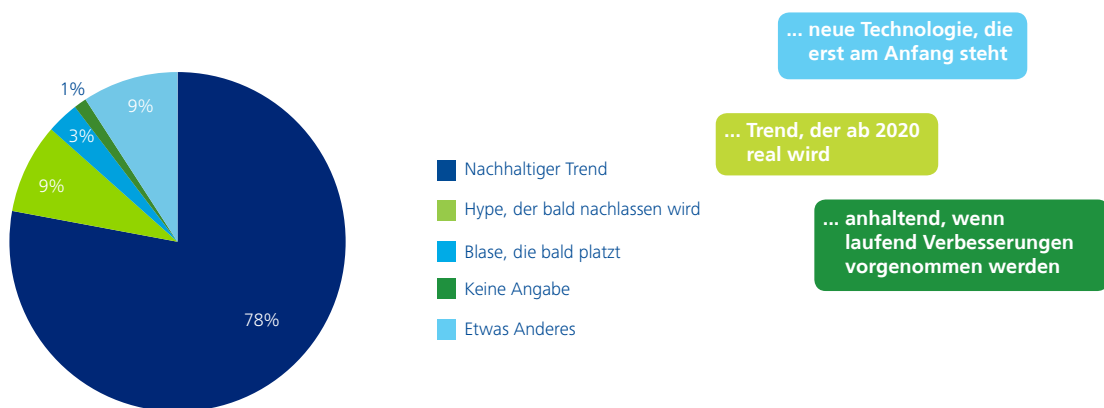 1%
9%
3%
9%
78%
Nachhaltiger Trend
Hype, der bald nachlassen wird
Blase, die bald platzt
Keine Angabe
Etwas Anderes
... neue Technologie, die
erst am Anfang steht
... Trend, der ab 2020
real wird
... anhaltend, wenn
laufend Verbesserungen
vorgenommen werden